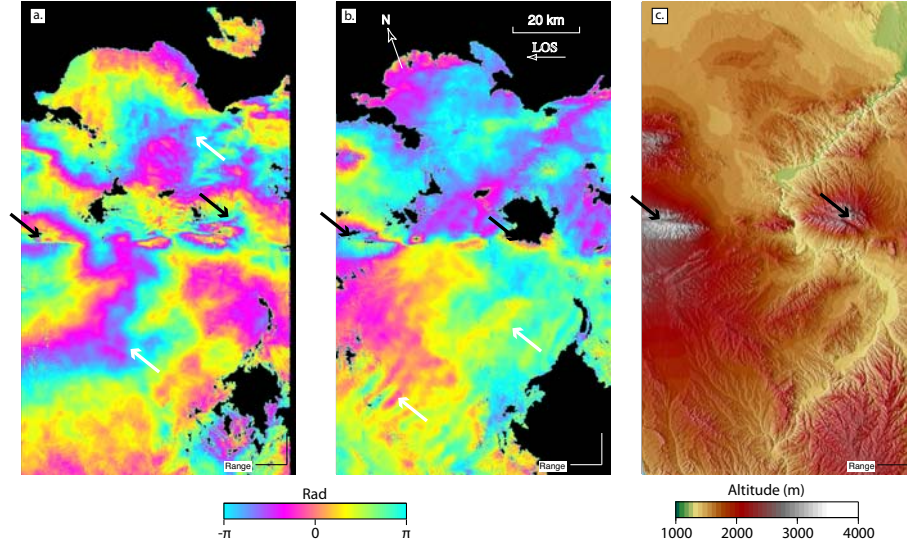 a.
b.
N
20 km
LOS
c.
Range
Range
Range
Rad
-π
0
π
Altitude (m)
1000
2000
3000
4000